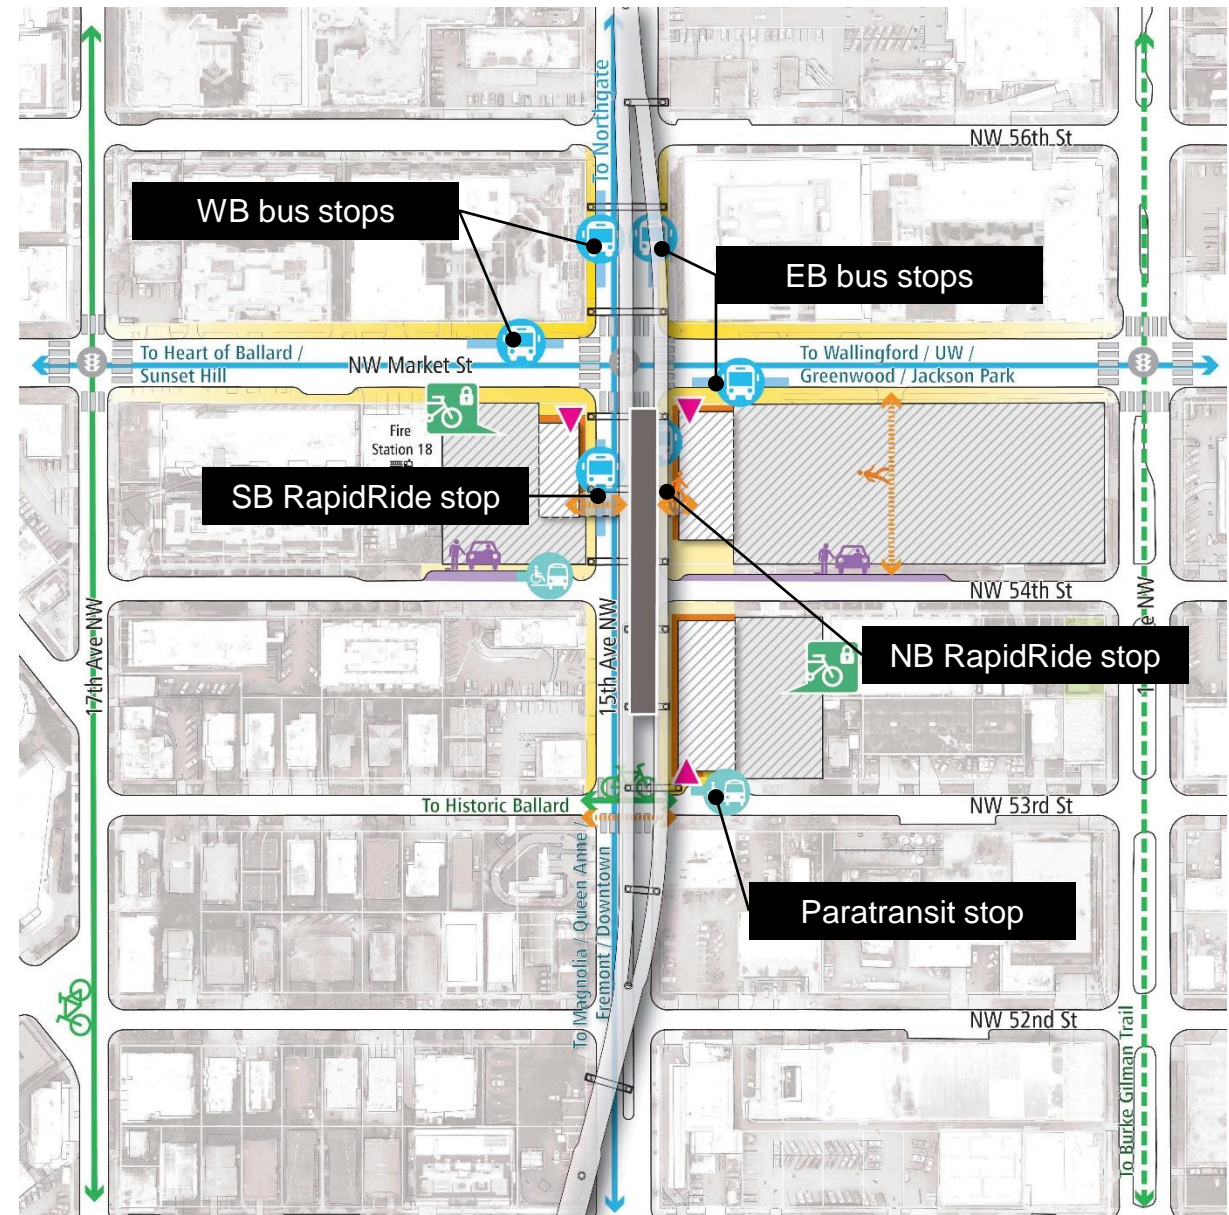 To Northgate
NW 56th St
WB bus stops
EB bus stops
To Heart of Ballard /
Sunset Hill
NW Market St
To Wallingford / UW /
Greenwood / Jackson Park
Fire
Station 18
SB RapidRide stop
NW 54th St
17th Ave NW
15th Ave NW
NW
NB RapidRide stop
To Historic Ballard
NW 53rd St
To Magnolia / Queen Anne /
Fremont / Downtown
Paratransit stop
NW 52nd St
To Burke Gilman Trail